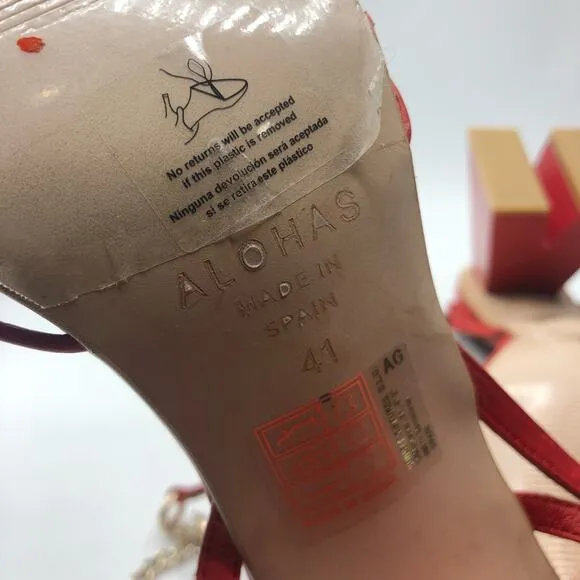 No returns will be accepted
if this plastic is removed
Ninguna devolución será aceptada
si se retira este plástico
ALOHAS
MADE IN
SPAIN
41
AG